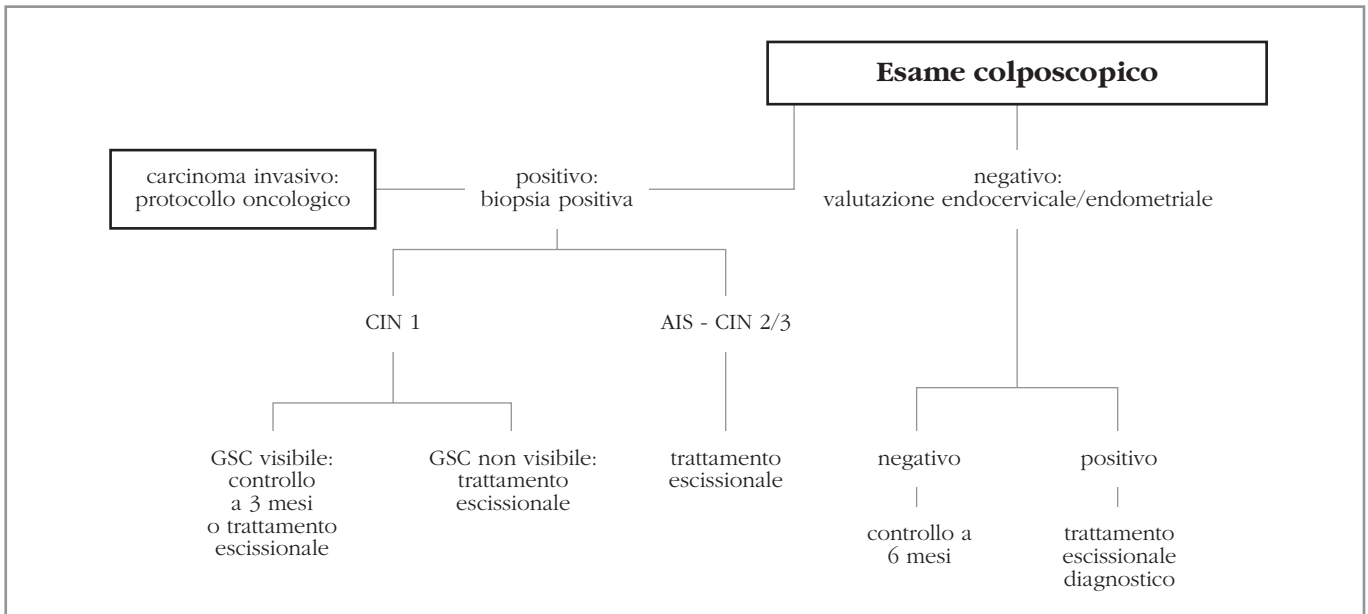 Esame colposcopico
carcinoma invasivo:
protocollo oncologico
positivo:
biopsia positiva
negativo:
valutazione endocervicale/endometriale
CIN 1
AIS - CIN 2/3
GSC visibile:
controllo
a 3 mesi
o trattamento
escissionale
GSC non visibile:
trattamento
escissionale
trattamento
escissionale
negativo
positivo
controllo a
6 mesi
trattamento
escissionale
diagnostico